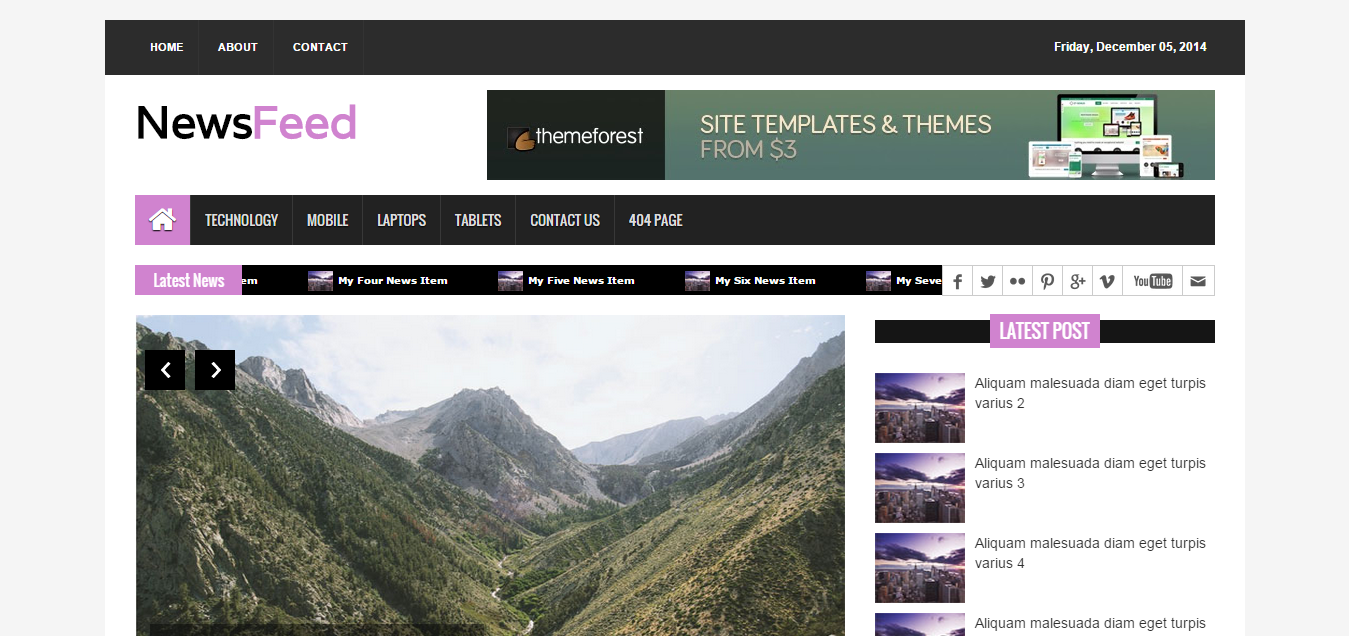 HOME ABOUT CONTACT Friday, December 05, 2014
NewsFeed
themeforest
SITE TEMPLATES & THEMES
FROM $3
TECHNOLOGY MOBILE LAPTOPS TABLETS CONTACT US 404 PAGE
Latest News em My Four News Item My Five News Item My Six News Item My Seve
You Tube
LATEST POST
Aliquam malesuada diam eget turpis
varius 2
Aliquam malesuada diam eget turpis
varius 3
Aliquam malesuada diam eget turpis
varius 4
Aliquam malesuada diam eget turpis